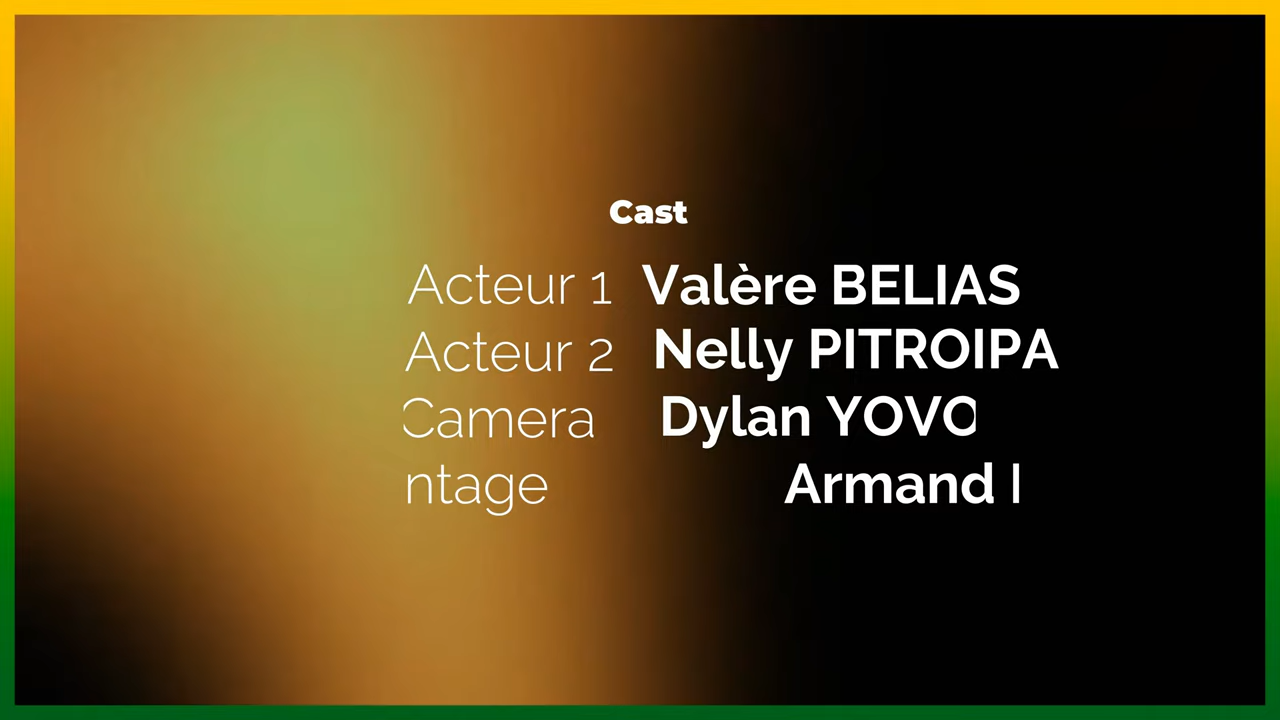 Cast
Acteur 1 Valère BELIAS
Acteur 2 Nelly PITROIPA
Camera Dylan YOVO
ntage Armand